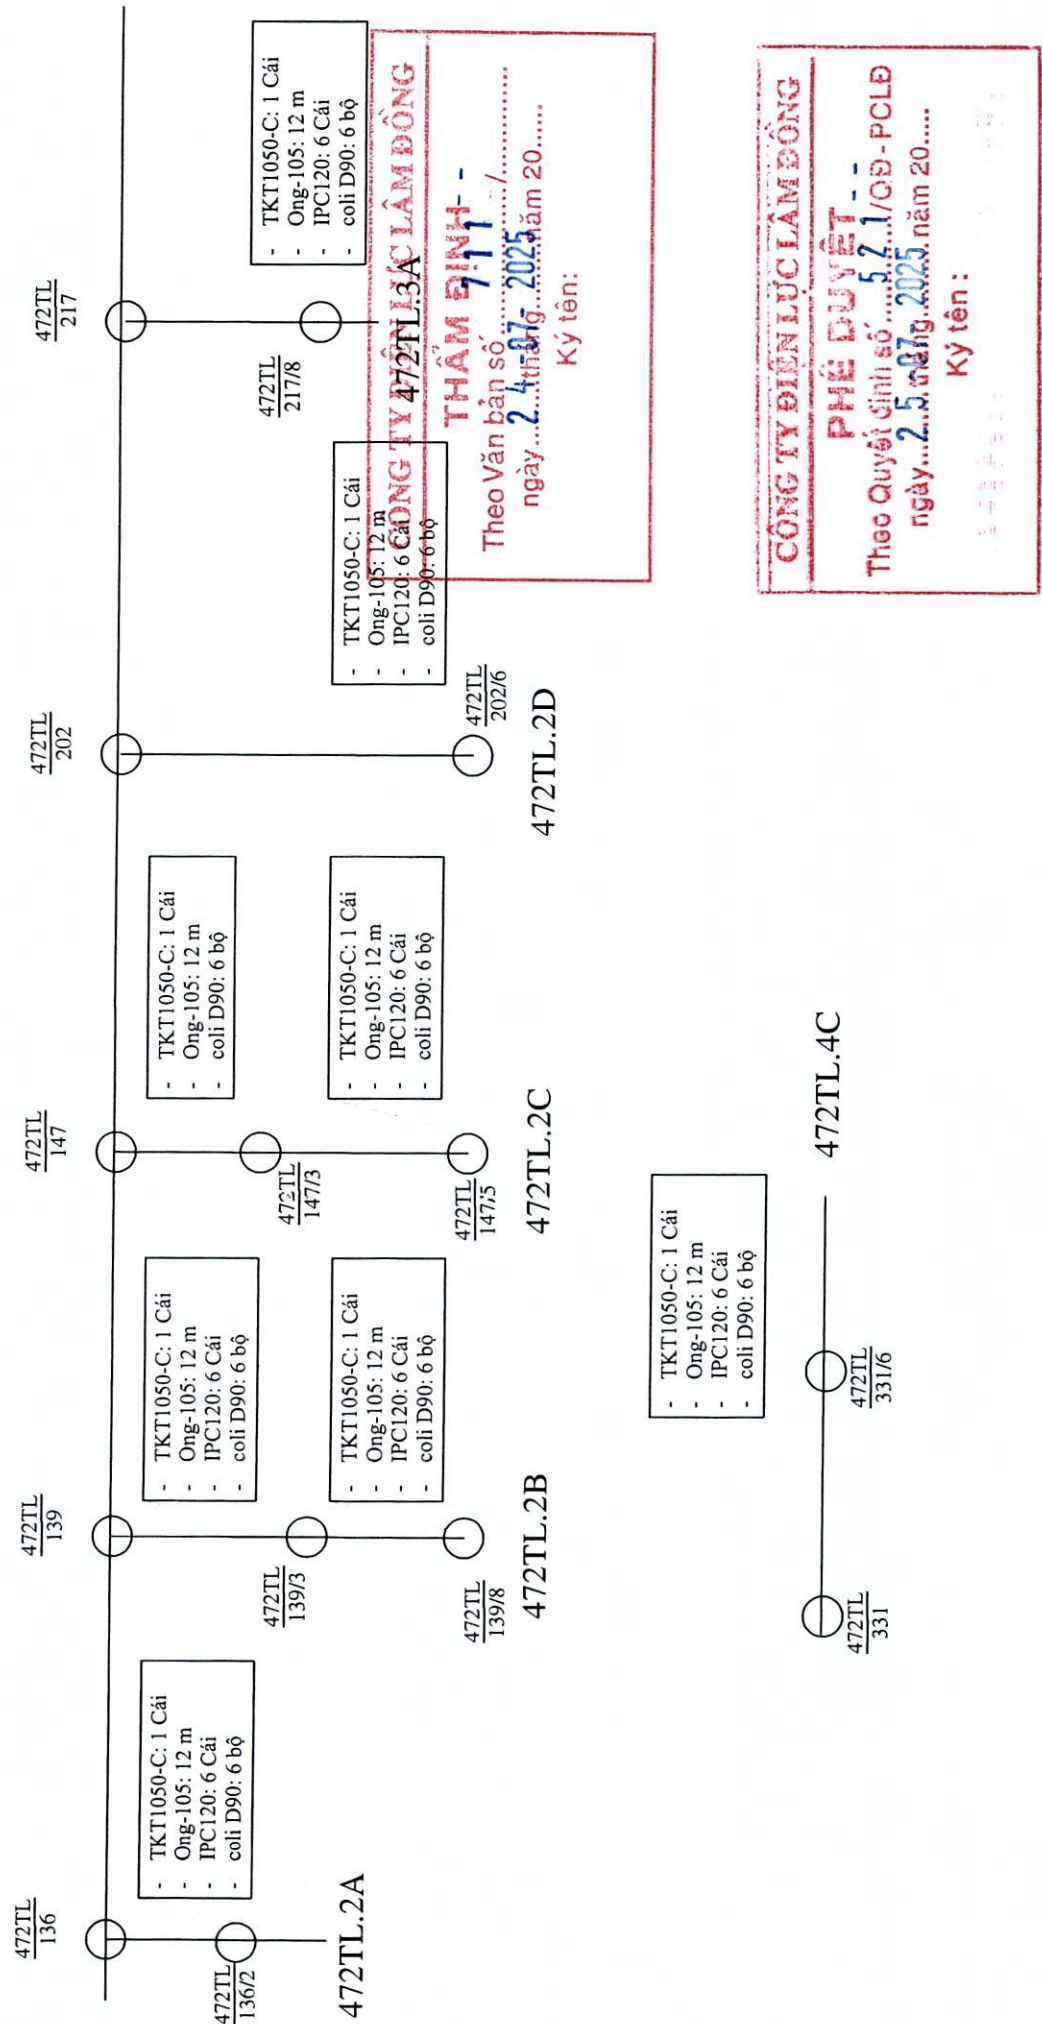 472TL
136
472TL
136/2
472TL.2A
- TKT1050-C: 1 Cái
- Ong-105: 12 m
- IPC120: 6 Cái
- coli D90: 6 bộ
472TL
139
472TL
139/3
472TL
139/8
472TL.2B
- TKT1050-C: 1 Cái
- Ong-105: 12 m
- IPC120: 6 Cái
- coli D90: 6 bộ
- TKT1050-C: 1 Cái
- Ong-105: 12 m
- IPC120: 6 Cái
- coli D90: 6 bộ
472TL
147
472TL
147/3
472TL
147/5
472TL.2C
- TKT1050-C: 1 Cái
- Ong-105: 12 m
- coli D90: 6 bộ
- TKT1050-C: 1 Cái
- Ong-105: 12 m
- IPC120: 6 Cái
- coli D90: 6 bộ
472TL
202
472TL
202/6
472TL.2D
- TKT1050-C: 1 Cái
- Ong-105: 12 m
- IPC120: 6 Cái
- coli D90: 6 bộ
472TL
217
472TL
217/8
472TL.3A
- TKT1050-C: 1 Cái
- Ong-105: 12 m
- IPC120: 6 Cái
- coli D90: 6 bộ
CÔNG TY ĐIỆN LỰC LÂM ĐỒNG
THẨM ĐỊNH
Theo Văn bản số 711 - - /
ngày 24 -07- 2025 tháng năm 20
Ký tên:
472TL
331
472TL
331/6
472TL.4C
- TKT1050-C: 1 Cái
- Ong-105: 12 m
- IPC120: 6 Cái
- coli D90: 6 bộ
CÔNG TY ĐIỆN LỰC LÂM ĐỒNG
PHÊ DUYỆT
Theo Quyết định số 521 - - /QĐ - PCLĐ
ngày 25 -07- 2025 tháng năm 20
Ký tên :